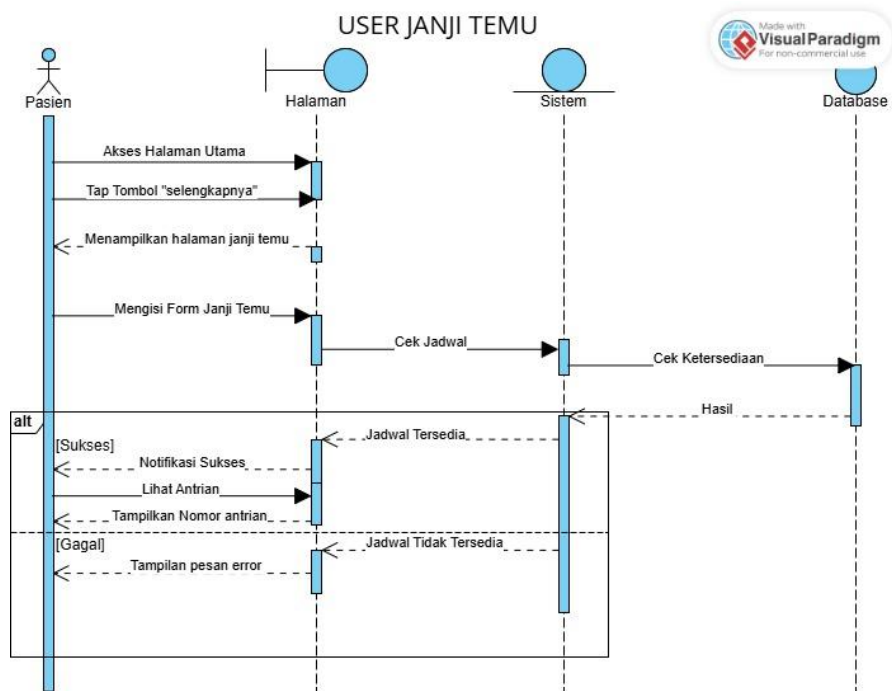 USER JANJI TEMU
Made with
Visual Paradigm
For non-commercial use
Pasien
Halaman
Sistem
Database
Akses Halaman Utama
Tap Tombol "selengkapnya"
Menampilkan halaman janji temu
Mengisi Form Janji Temu
Cek Jadwal
Cek Ketersediaan
Hasil
alt
[Sukses]
Jadwal Tersedia
Notifikasi Sukses
Lihat Antrian
Tampilkan Nomor antrian
[Gagal]
Jadwal Tidak Tersedia
Tampilan pesan error